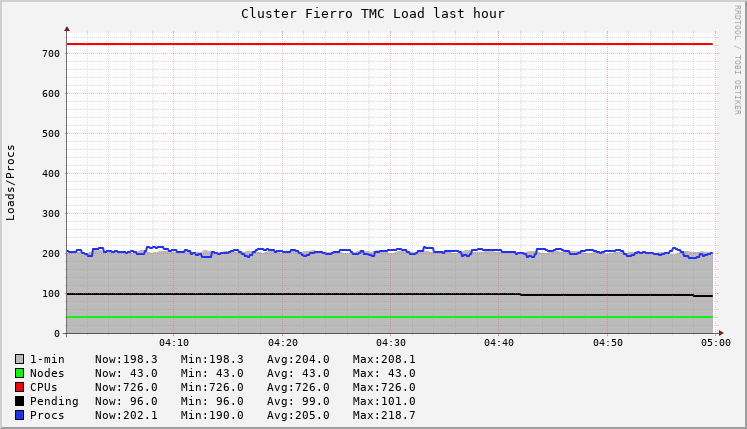 Cluster Fierro TMC Load last hour
RRDTOOL / TOBI OETIKER
Loads/Procs
700
600
500
400
300
200
100
0
04:10 04:20 04:30 04:40 04:50 05:00
1-min Now:198.3 Min:198.3 Avg:204.0 Max:208.1
Nodes Now: 43.0 Min: 43.0 Avg: 43.0 Max: 43.0
CPUs Now:726.0 Min:726.0 Avg:726.0 Max:726.0
Pending Now: 96.0 Min: 96.0 Avg: 99.0 Max:101.0
Procs Now:202.1 Min:190.0 Avg:205.0 Max:218.7